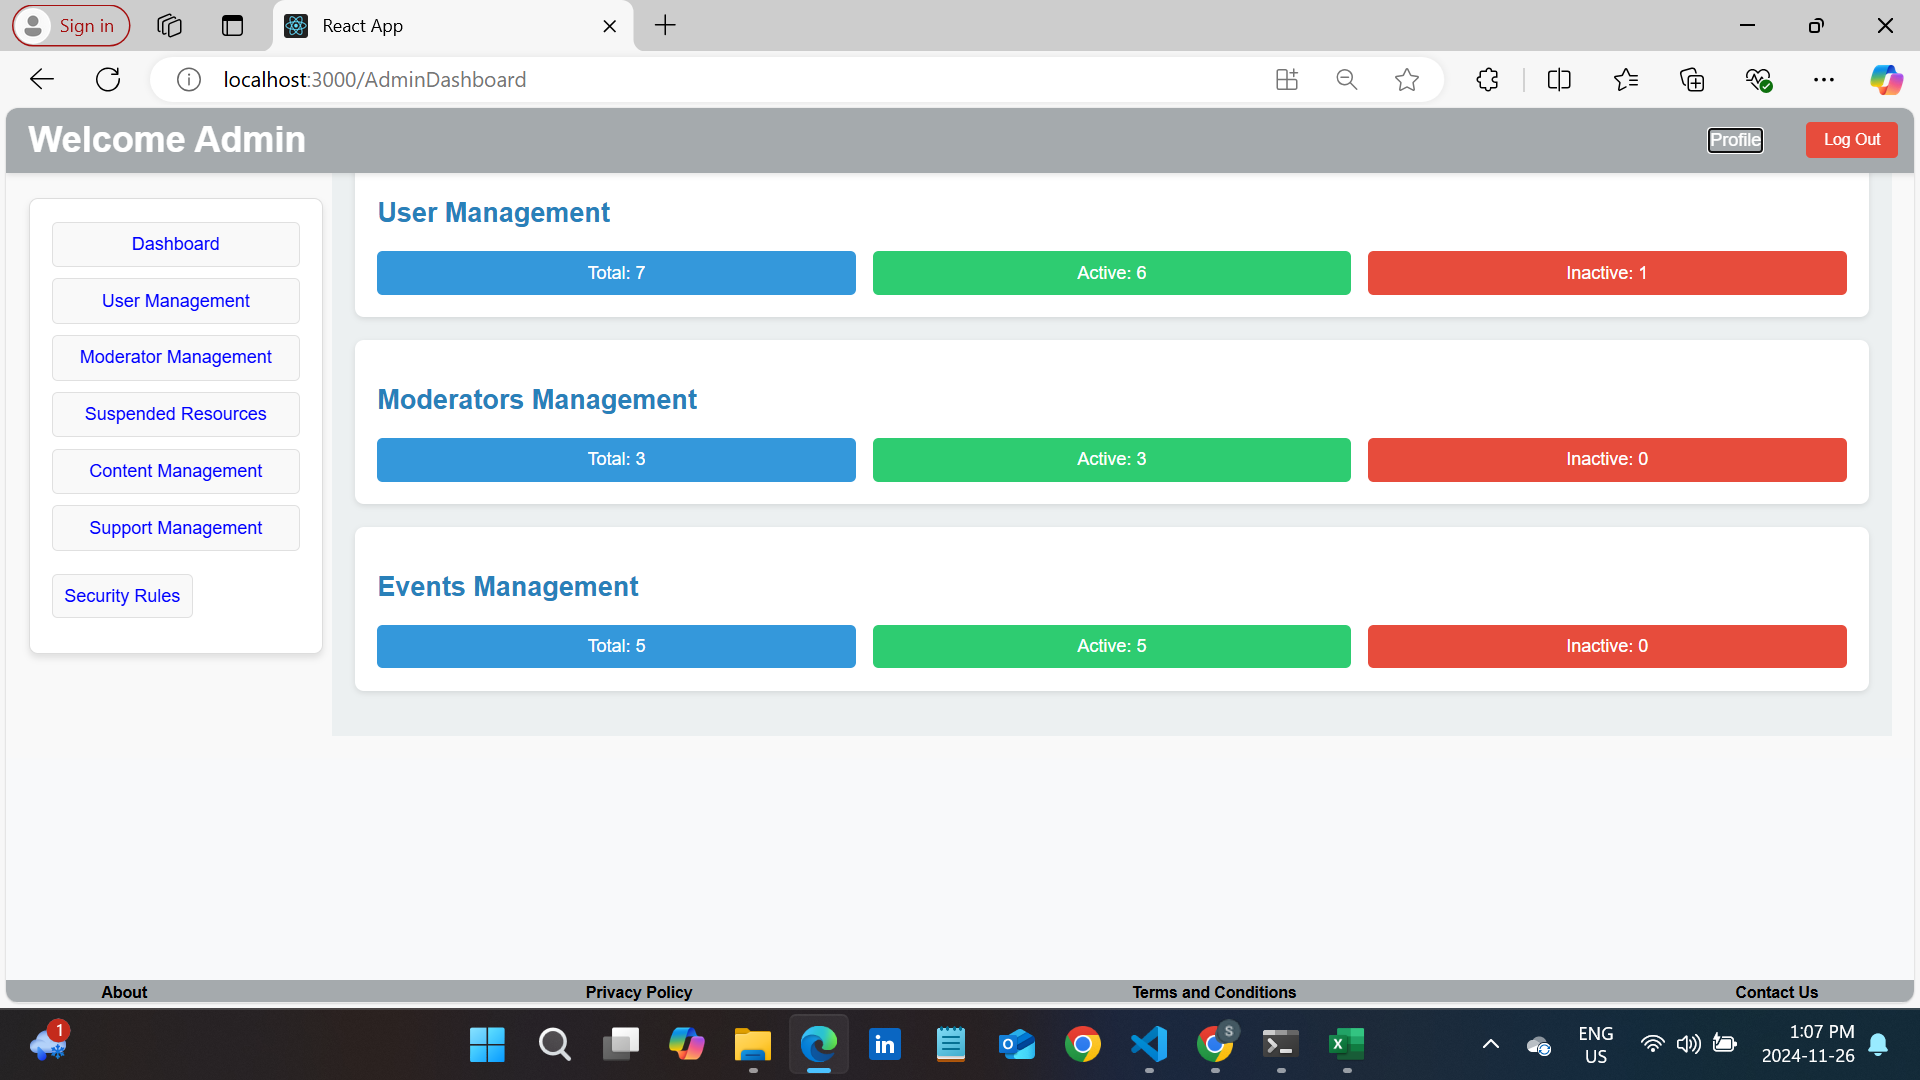 Sign in
React App
localhost:3000/AdminDashboard
Welcome Admin
Profile
Log Out
Dashboard
User Management
Moderator Management
Suspended Resources
Content Management
Support Management
Security Rules
User Management
Total: 7
Active: 6
Inactive: 1
Moderators Management
Total: 3
Active: 3
Inactive: 0
Events Management
Total: 5
Active: 5
Inactive: 0
About
Privacy Policy
Terms and Conditions
Contact Us
1
in
O
S
X
ENG
US
1:07 PM
2024-11-26